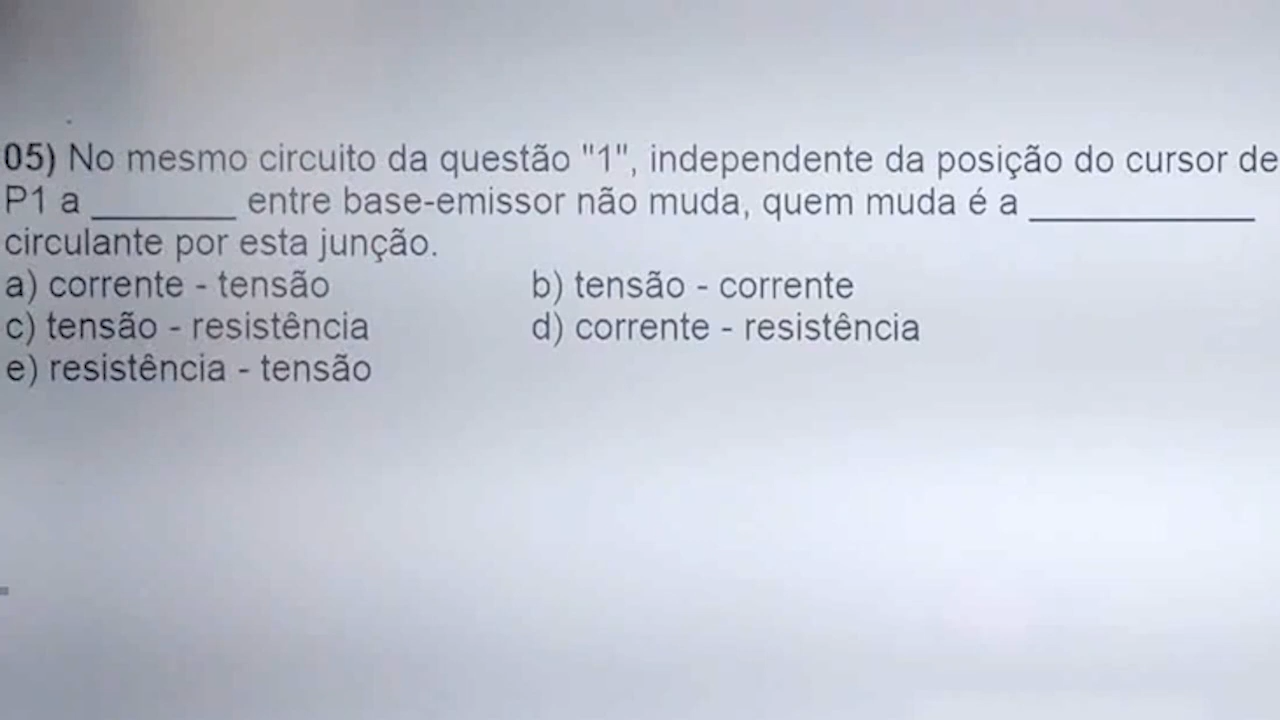 05) No mesmo circuito da questão "1", independente da posição do cursor de
P1 a ________ entre base-emissor não muda, quem muda é a ____________
circulante por esta junção.
a) corrente - tensão b) tensão - corrente
c) tensão - resistência d) corrente - resistência
e) resistência - tensão